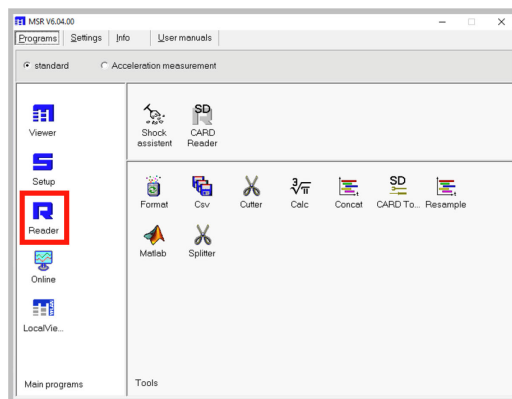 MSR V6.04.00
Programs Settings Info User manuals
standard Acceleration measurement
Viewer
Setup
Reader
Online
LocalVie...
Main programs
SD
Shock assistent
CARD Reader
Format Csv Cutter Calc Concat SD CARD To... Resample
Matlab Splitter
Tools